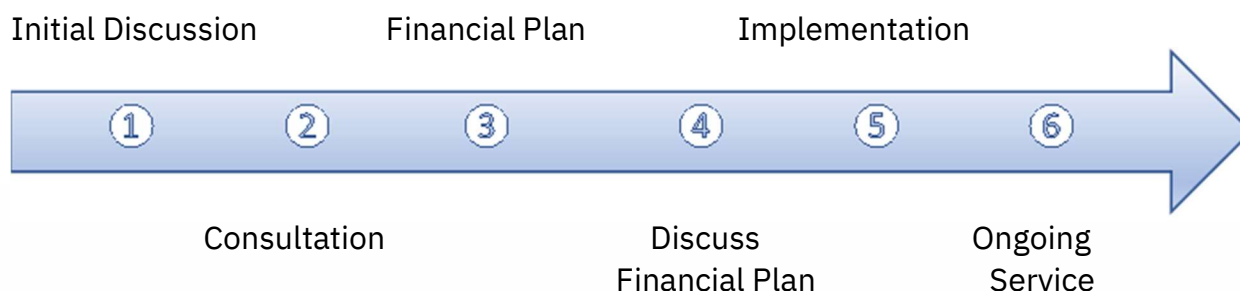 Initial Discussion
Financial Plan
Implementation
1
2
3
4
5
6
Consultation
Discuss
Financial Plan
Ongoing
Service